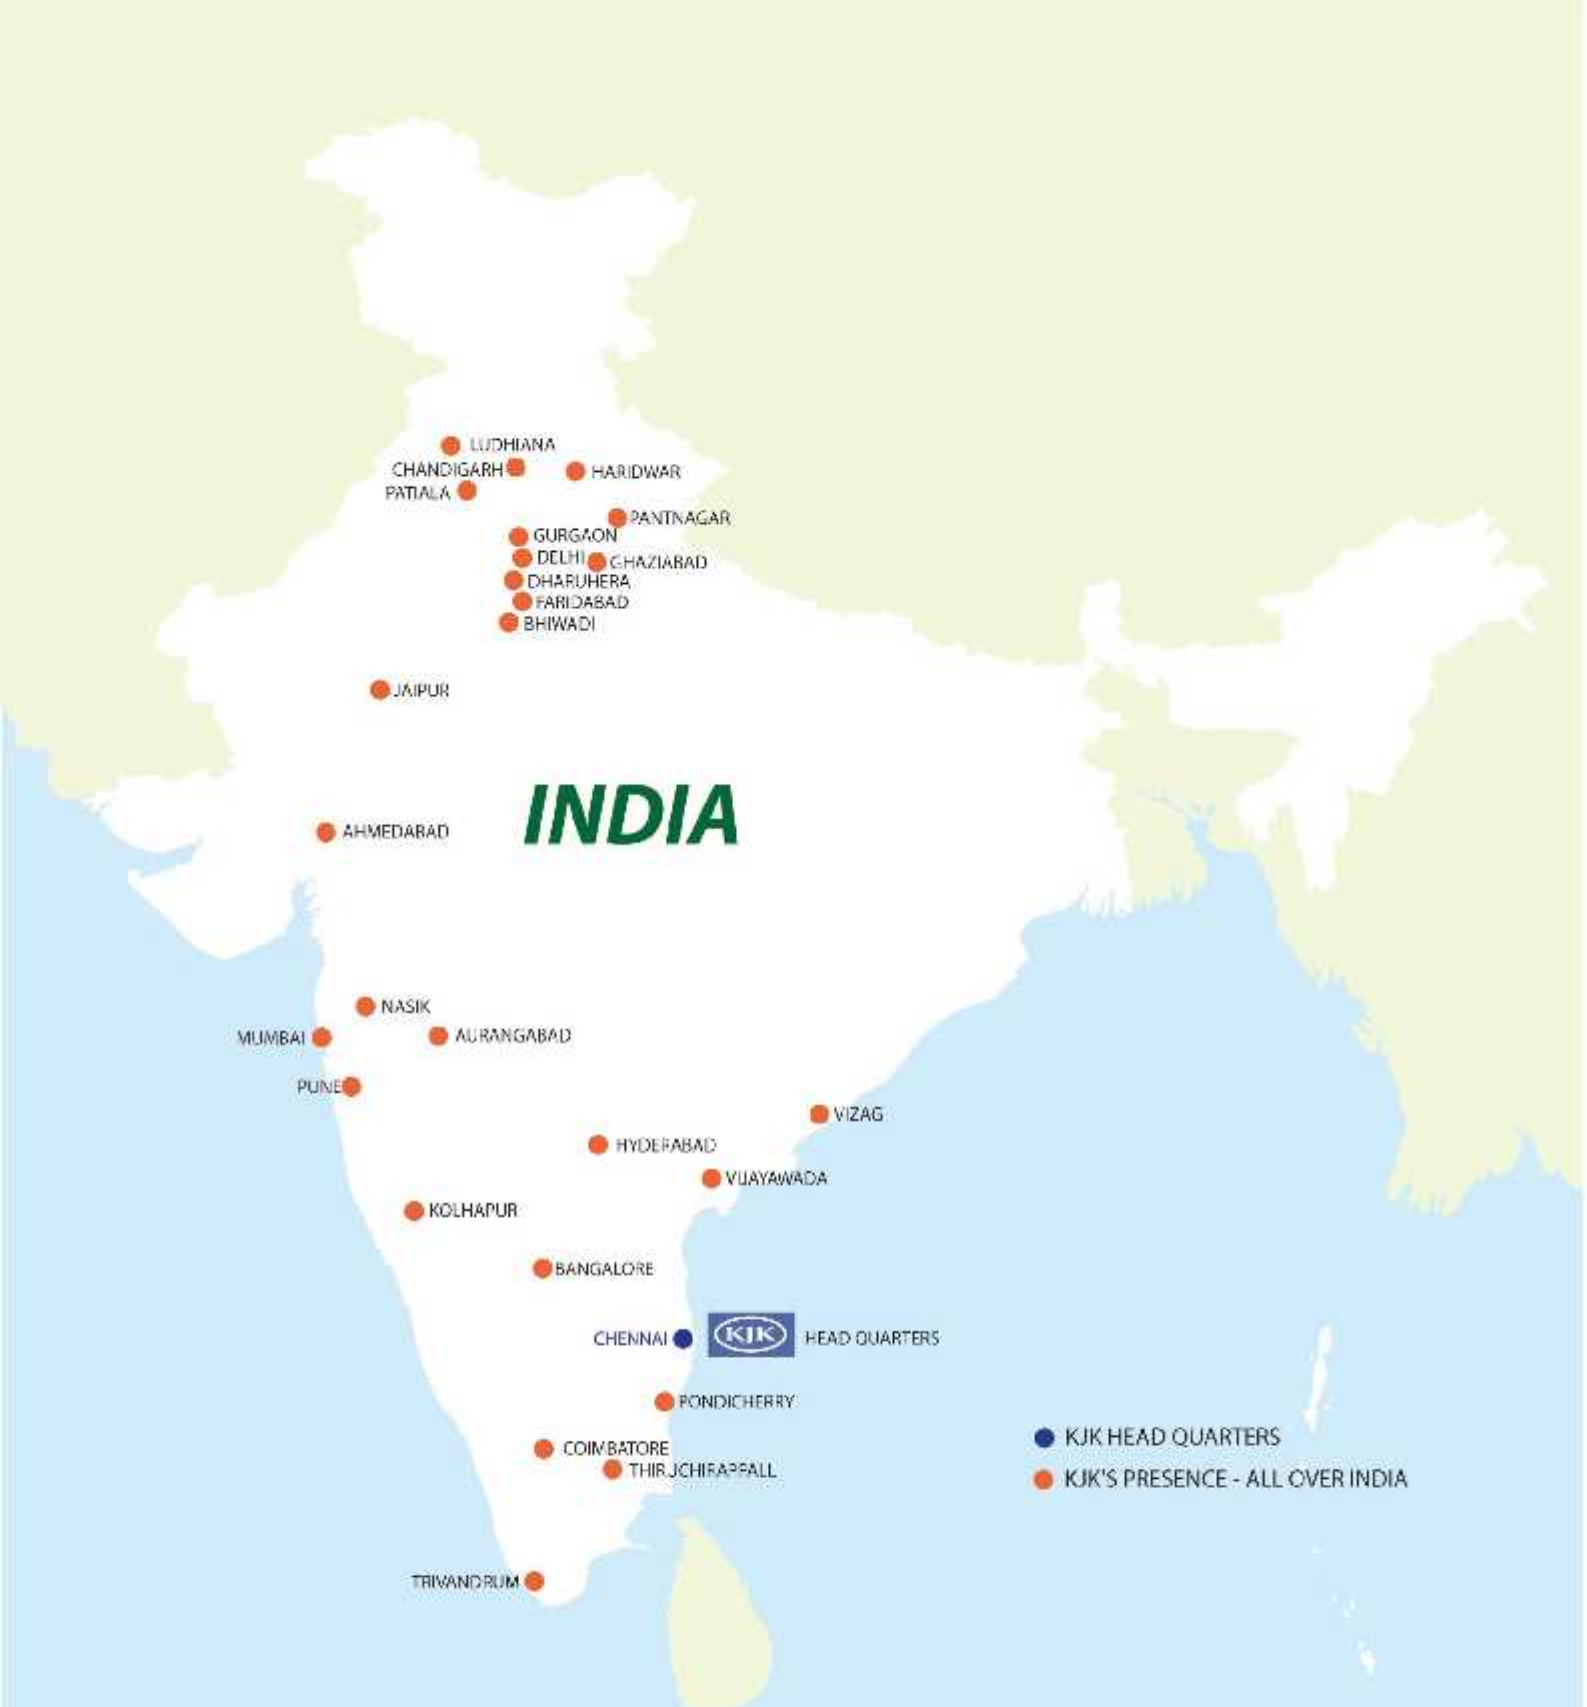 LUDHIANA
CHANDIGARH
HARIDWAR
PATIALA
PANTNAGAR
GURGAON
DELHI
GHAZIABAD
DHARUHERA
FARIDABAD
BHIWADI
JAIPUR
INDIA
AHMEDABAD
NASIK
MUMBAI
AURANGABAD
PUNE
VIZAG
HYDERABAD
VIJAYAWADA
KOLHAPUR
BANGALORE
CHENNAI KJK HEAD QUARTERS
PONDICHERRY
KJK HEAD QUARTERS
COIMBATORE
THIRUCHIRAPPALL
KJK'S PRESENCE - ALL OVER INDIA
TRIVANDRUM